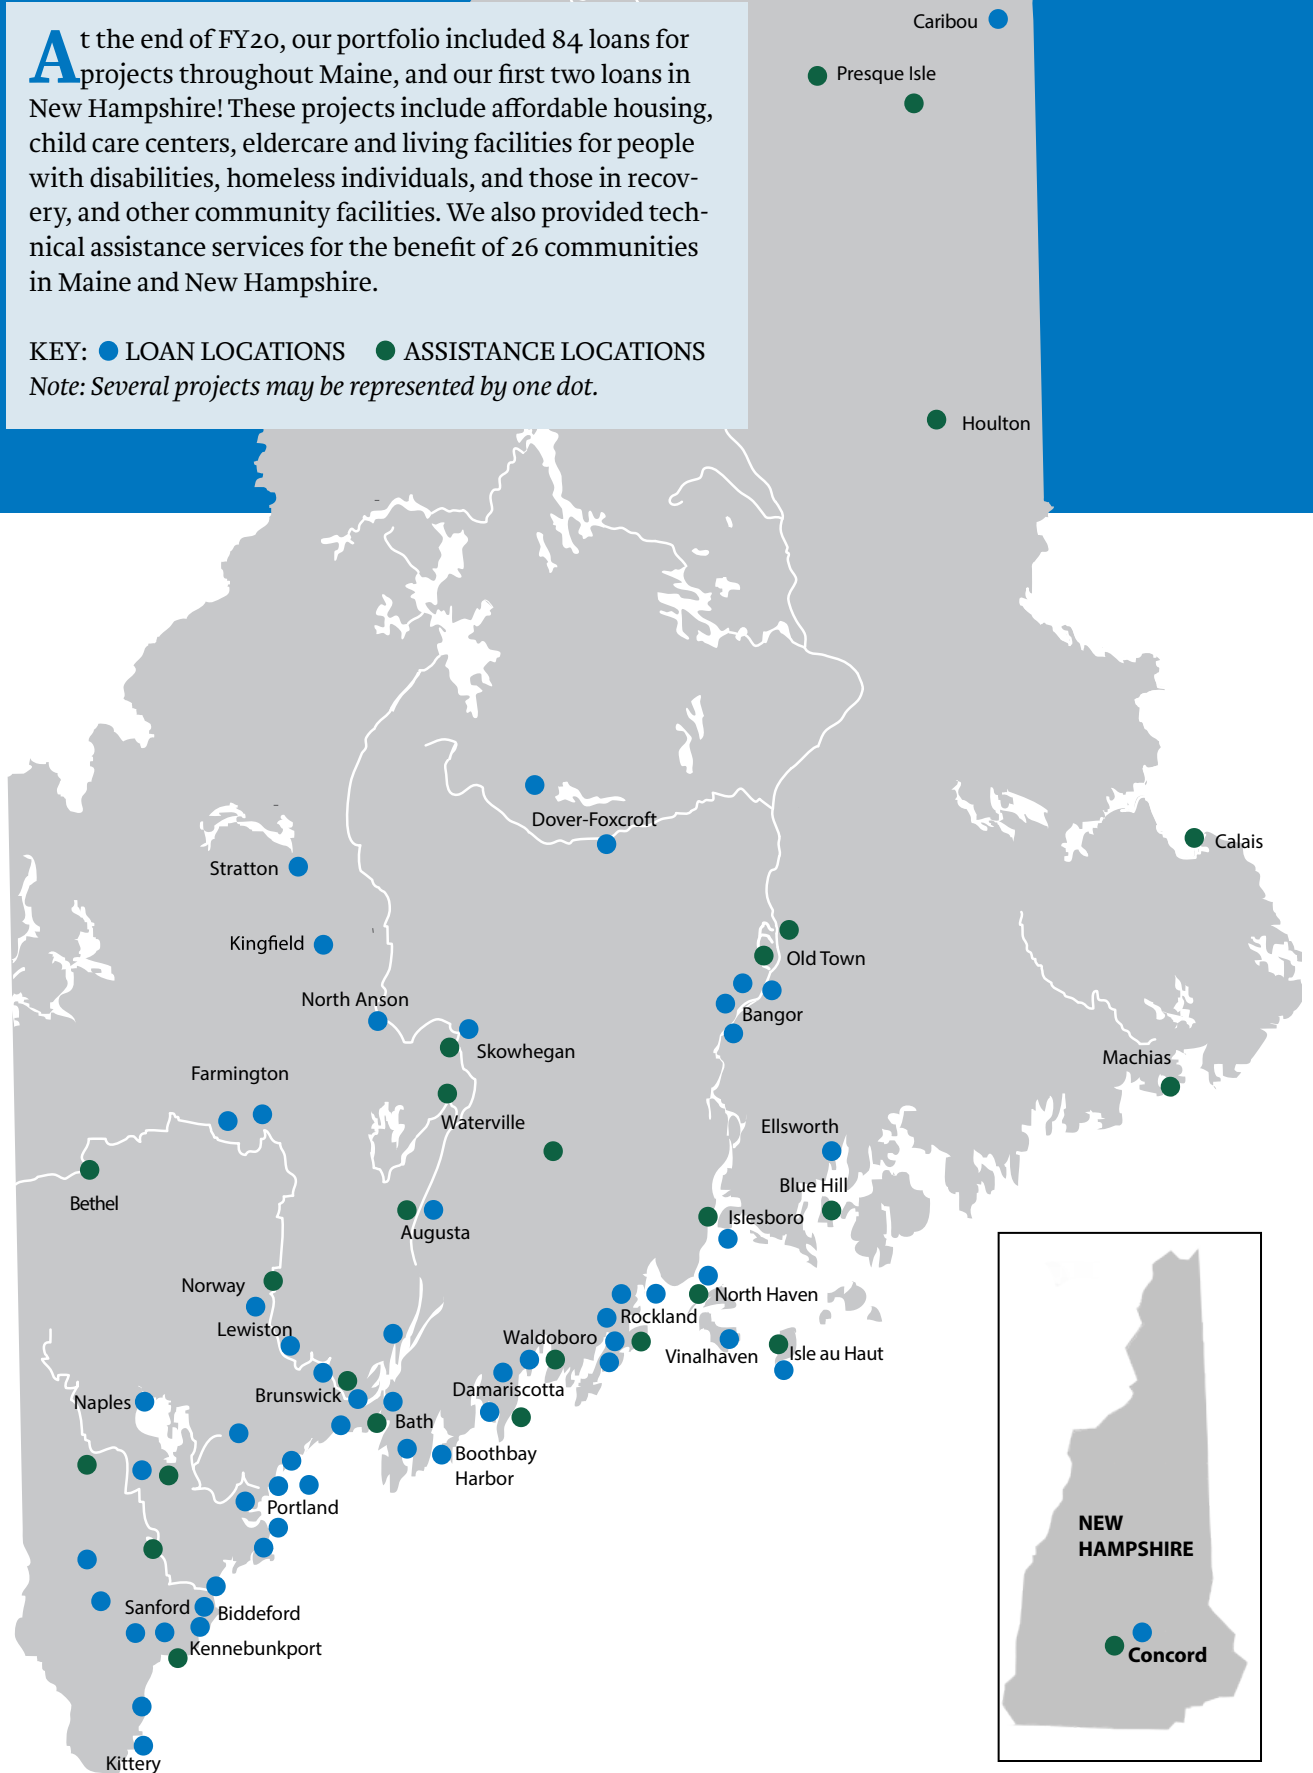 At the end of FY20, our portfolio included 84 loans for
projects throughout Maine, and our first two loans in
New Hampshire! These projects include affordable housing,
child care centers, eldercare and living facilities for people
with disabilities, homeless individuals, and those in recov-
ery, and other community facilities. We also provided tech-
nical assistance services for the benefit of 26 communities
in Maine and New Hampshire.
KEY: LOAN LOCATIONS ASSISTANCE LOCATIONS
Note: Several projects may be represented by one dot.
Caribou
Presque Isle
Houlton
Dover-Foxcroft
Calais
Stratton
Kingfield
Old Town
North Anson
Bangor
Skowhegan
Machias
Farmington
Waterville
Ellsworth
Blue Hill
Bethel
Islesboro
Augusta
Norway
North Haven
Rockland
Lewiston
Waldoboro
Vinalhaven
Isle au Haut
Damariscotta
Brunswick
Naples
Bath
Boothbay
Harbor
Portland
NEW
HAMPSHIRE
Sanford
Biddeford
Kennebunkport
Concord
Kittery